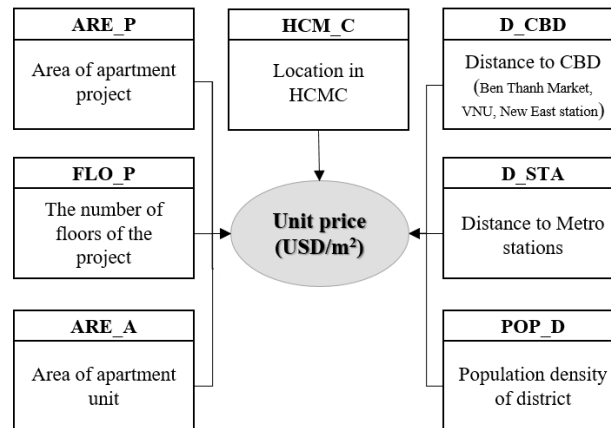 ARE_P
Area of apartment
project
HCM_C
Location in
HCMC
D_CBD
Distance to CBD
(Ben Thanh Market,
VNU, New East station)
FLO_P
The number of
floors of the
project
Unit price
(USD/m²)
D_STA
Distance to Metro
stations
ARE_A
Area of apartment
unit
POP_D
Population density
of district